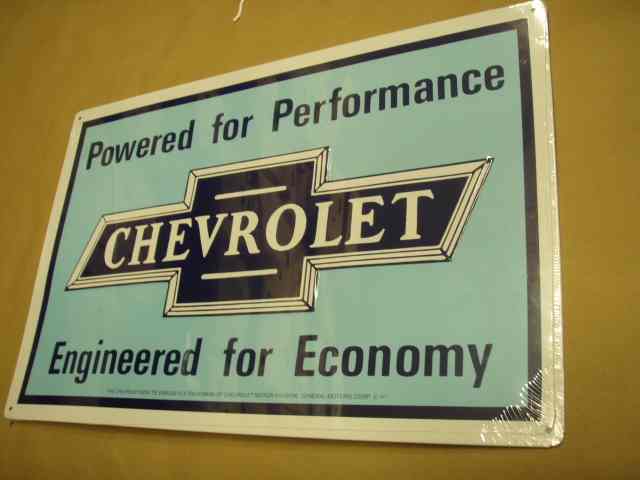 Powered for Performance
CHEVROLET
Engineered for Economy